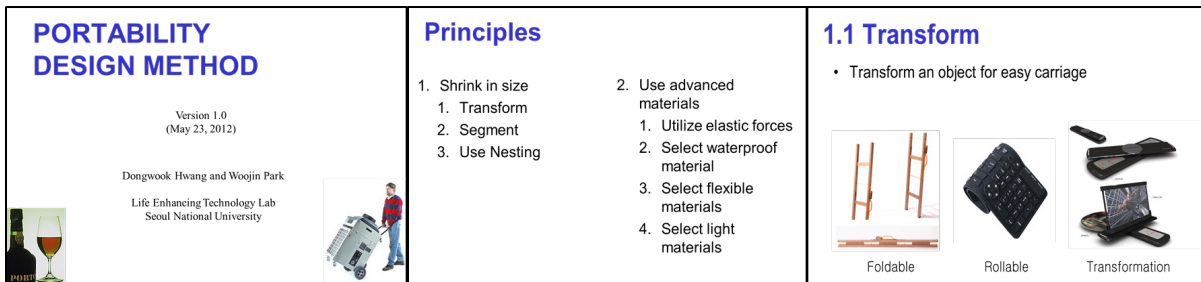 PORTABILITY
DESIGN METHOD
Version 1.0
(May 23, 2012)
Dongwook Hwang and Woojin Park
Life Enhancing Technology Lab
Seoul National University
PORT
Principles
1. Shrink in size
1. Transform
2. Segment
3. Use Nesting
2. Use advanced
materials
1. Utilize elastic forces
2. Select waterproof
material
3. Select flexible
materials
4. Select light
materials
1.1 Transform
• Transform an object for easy carriage
Foldable
Rollable
Transformation